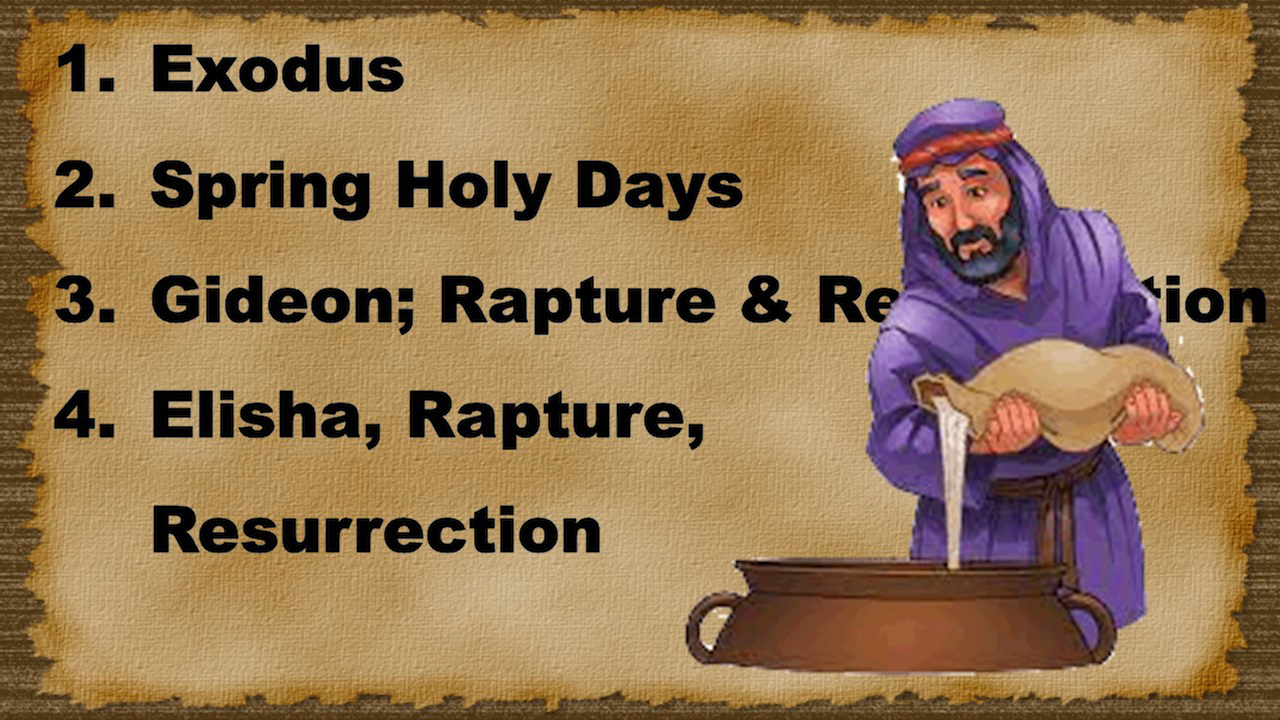 1. Exodus
2. Spring Holy Days
3. Gideon; Rapture &
4. Elisha, Rapture,
Resurrection